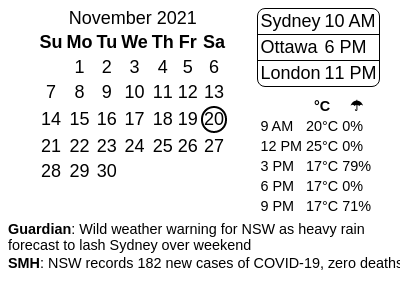 November 2021
Su Mo Tu We Th Fr Sa
1 2 3 4 5 6
7 8 9 10 11 12 13
14 15 16 17 18 19 20
21 22 23 24 25 26 27
28 29 30
Sydney 10 AM
Ottawa 6 PM
London 11 PM
°C ☂
9 AM 20°C 0%
12 PM 25°C 0%
3 PM 17°C 79%
6 PM 17°C 0%
9 PM 17°C 71%
Guardian: Wild weather warning for NSW as heavy rain
forecast to lash Sydney over weekend
SMH: NSW records 182 new cases of COVID-19, zero deaths